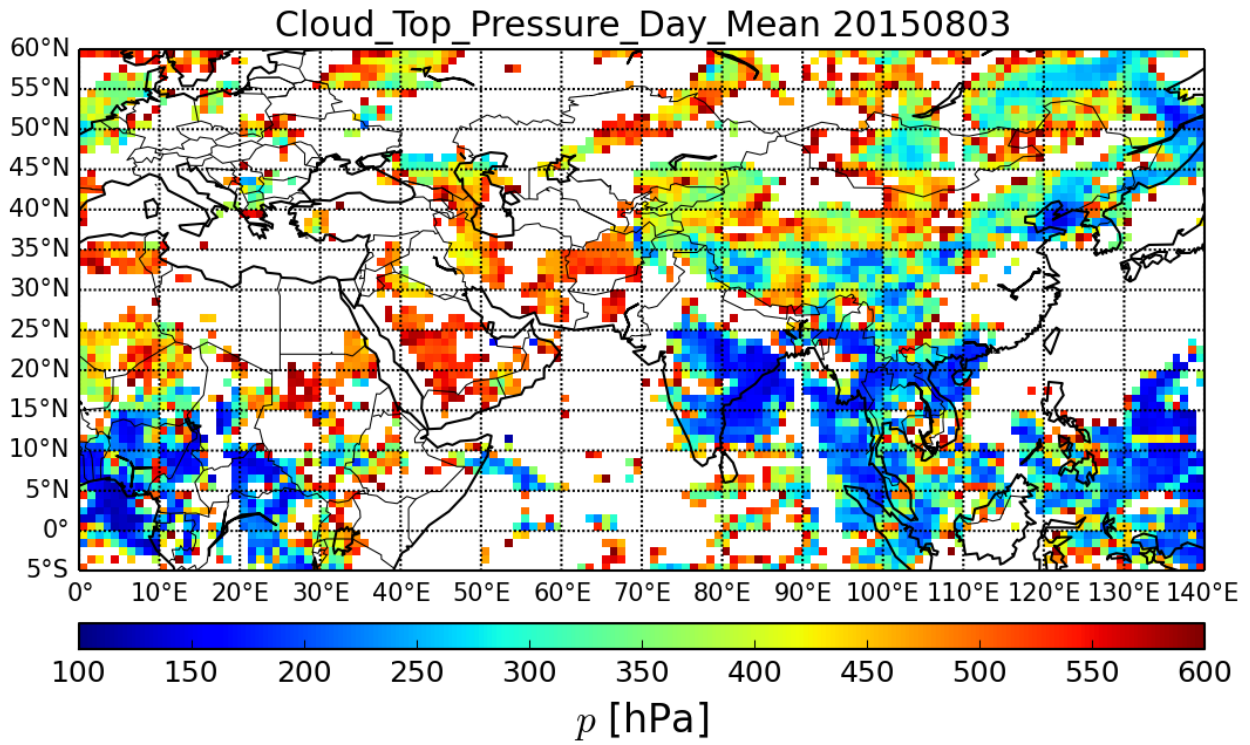 Cloud_Top_Pressure_Day_Mean 20150803
60°N
55°N
50°N
45°N
40°N
35°N
30°N
25°N
20°N
15°N
10°N
5°N
0°
5°S
0° 10°E 20°E 30°E 40°E 50°E 60°E 70°E 80°E 90°E 100°E 110°E 120°E 130°E 140°E
100 150 200 250 300 350 400 450 500 550 600
p [hPa]